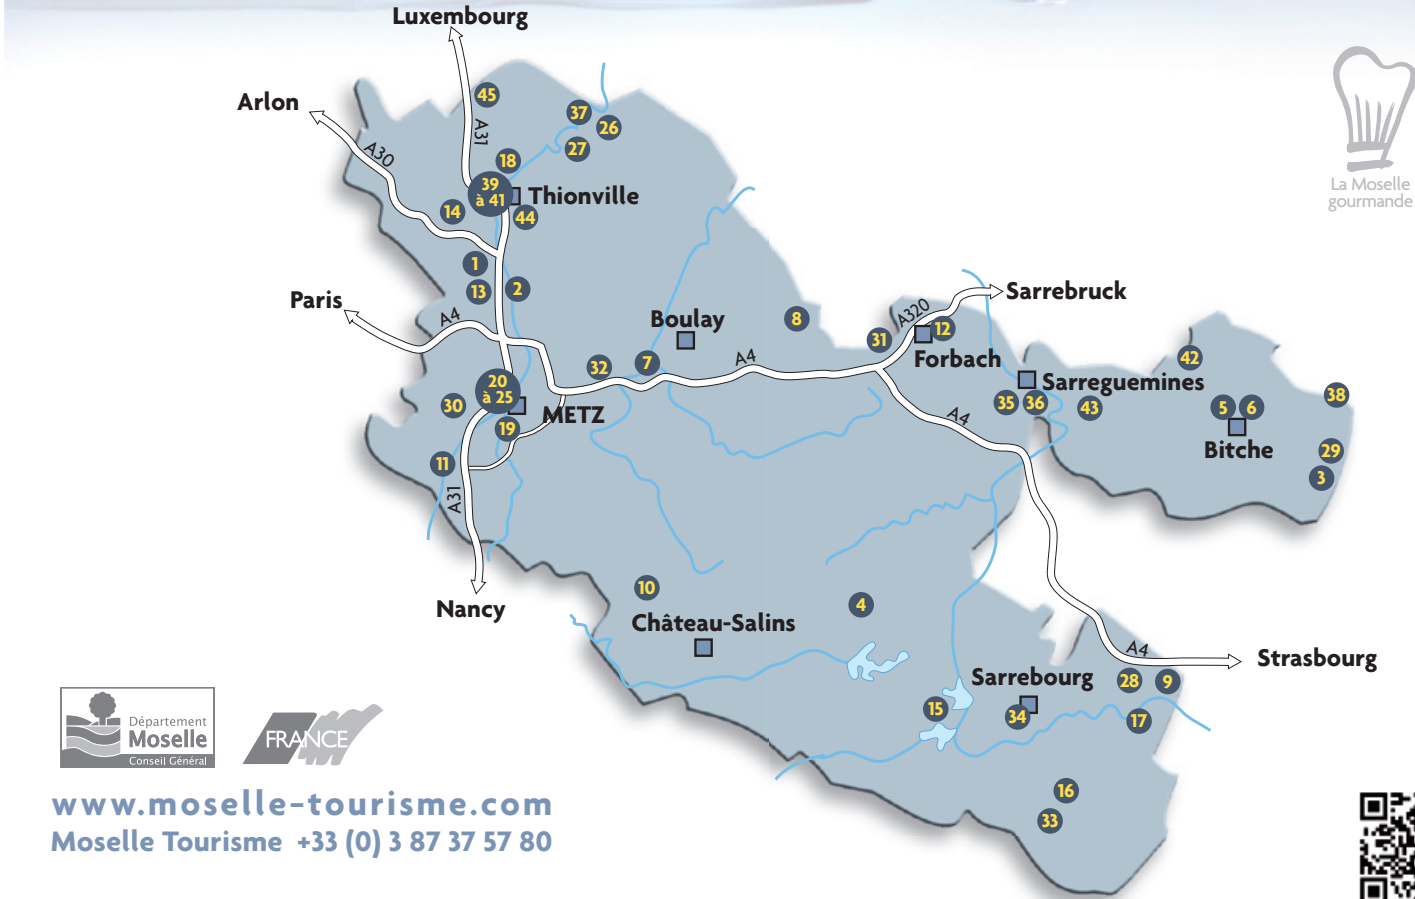 Luxembourg
Arlon
45
37
26
A31
A30
27
18
39
à 41
Thionville
14
44
La Moselle
gourmande
1
13
2
Paris
A4
Sarrebruck
Boulay
8
A320
12
31
Forbach
32
7
A4
42
Sarreguemines
20
à 25
METZ
30
19
35
36
43
5
6
38
A4
Bitche
29
3
11
A31
Nancy
10
4
Château-Salins
A4
Strasbourg
Sarrebourg
28
9
15
34
17
16
33
Département
Moselle
Conseil Général
FRANCE
www.moselle-tourisme.com
Moselle Tourisme +33 (0) 3 87 37 57 80